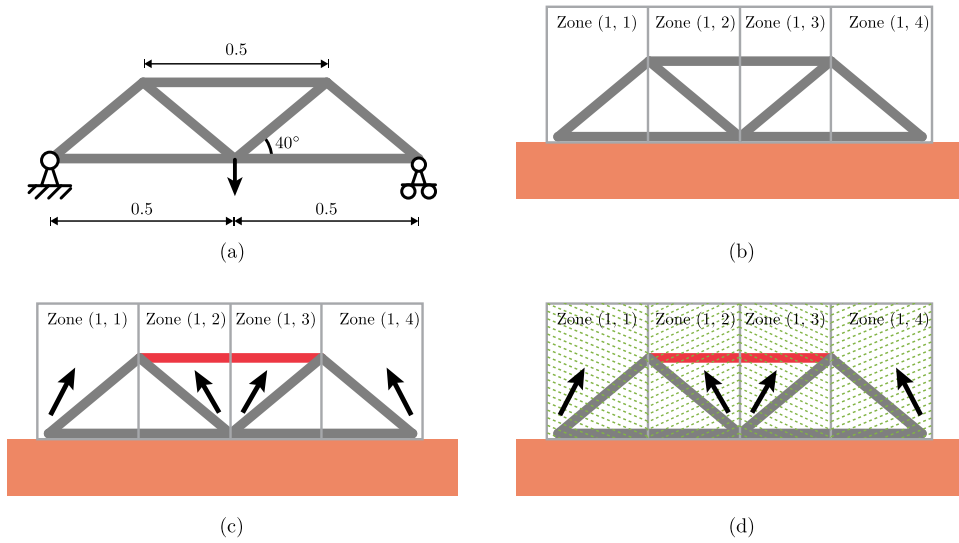 0.5
40°
0.5 0.5
(a)
Zone (1, 1) Zone (1, 2) Zone (1, 3) Zone (1, 4)
(b)
Zone (1, 1) Zone (1, 2) Zone (1, 3) Zone (1, 4)
(c)
Zone (1, 1) Zone (1, 2) Zone (1, 3) Zone (1, 4)
(d)